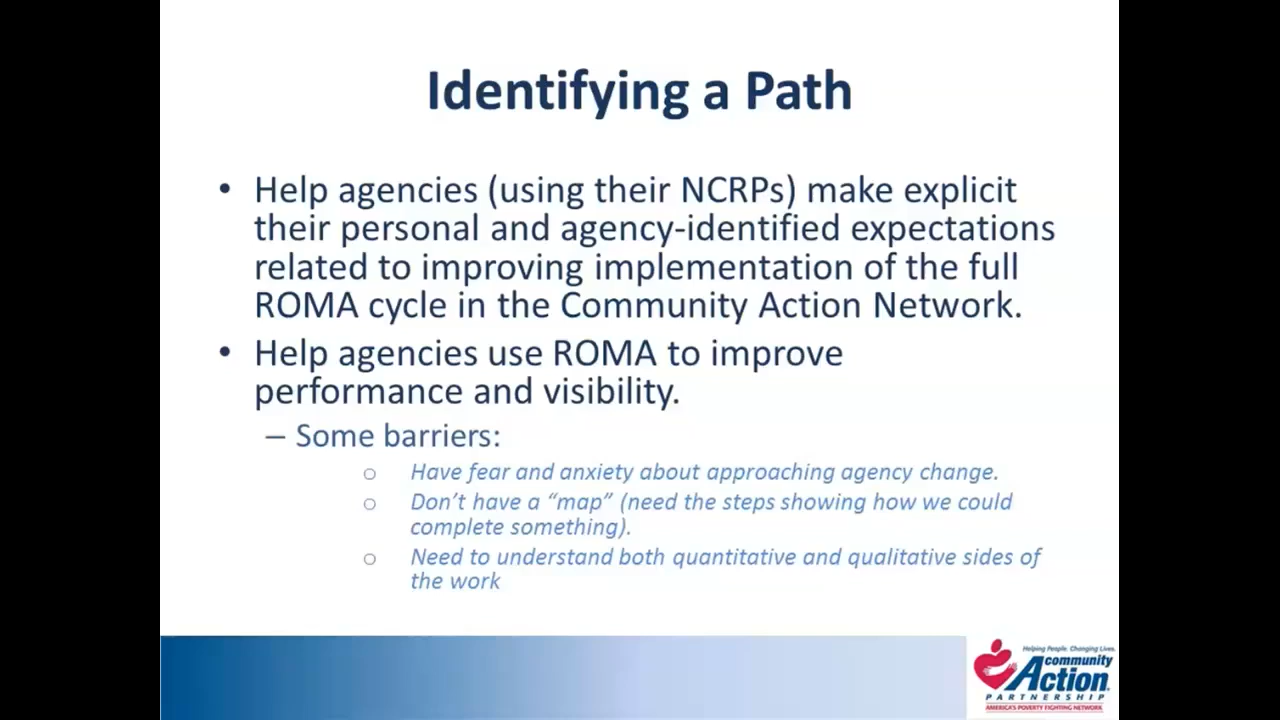 Identifying a Path
• Help agencies (using their NCRPs) make explicit
their personal and agency-identified expectations
related to improving implementation of the full
ROMA cycle in the Community Action Network.
• Help agencies use ROMA to improve
performance and visibility.
– Some barriers:
o Have fear and anxiety about approaching agency change.
o Don’t have a “map” (need the steps showing how we could
complete something).
o Need to understand both quantitative and qualitative sides of
the work
Helping People. Changing Lives.
community
Action
PARTNERSHIP
AMERICA'S POVERTY FIGHTING NETWORK